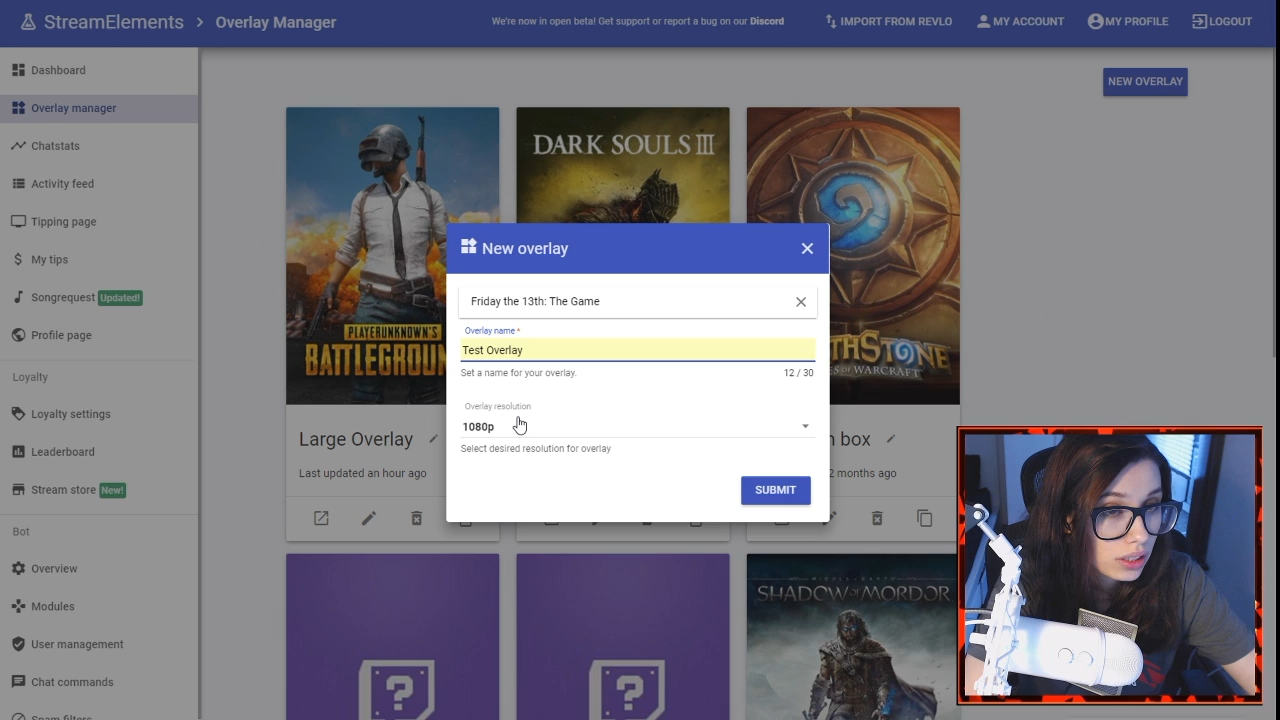 StreamElements > Overlay Manager
We're now in open beta! Get support or report a bug on our Discord
IMPORT FROM REVLO
MY ACCOUNT
MY PROFILE
LOGOUT
Dashboard
Overlay manager
Chatstats
Activity feed
Tipping page
My tips
Songrequest Updated!
Profile page
Loyalty
Loyalty settings
Leaderboard
Stream store New!
Bot
Overview
Modules
User management
Chat commands
Spam filters
NEW OVERLAY
PLAYERUNKNOWN'S
BATTLEGROUN
Large Overlay
Last updated an hour ago
DARK SOULS III
THSTONE
OF WARCRAFT
n box
2 months ago
New overlay
Friday the 13th: The Game
Overlay name *
Test Overlay
Set a name for your overlay.
12 / 30
Overlay resolution
1080p
Select desired resolution for overlay
SUBMIT
MIDDLE-EARTH
SHADOW OF MORDOR